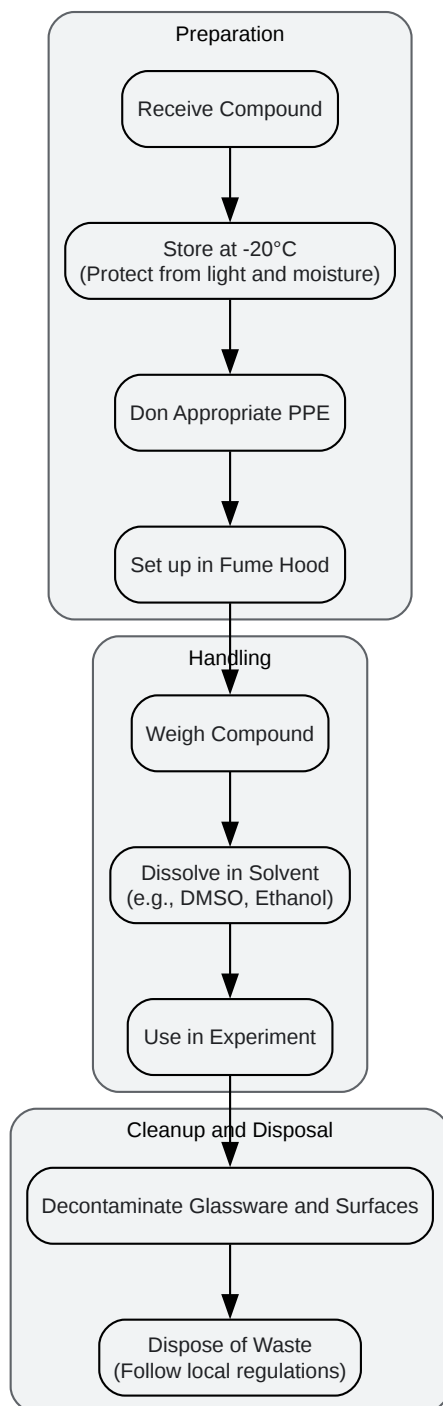 Preparation
Receive Compound
Store at -20°C
(Protect from light and moisture)
Don Appropriate PPE
Set up in Fume Hood
Handling
Weigh Compound
Dissolve in Solvent
(e.g., DMSO, Ethanol)
Use in Experiment
Cleanup and Disposal
Decontaminate Glassware and Surfaces
Dispose of Waste
(Follow local regulations)